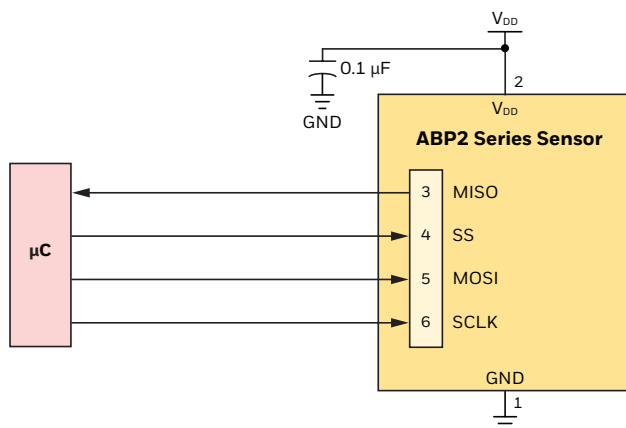 VDD
0.1 µF
GND
2
VDD
ABP2 Series Sensor
µC
3 MISO
4 SS
5 MOSI
6 SCLK
GND
1